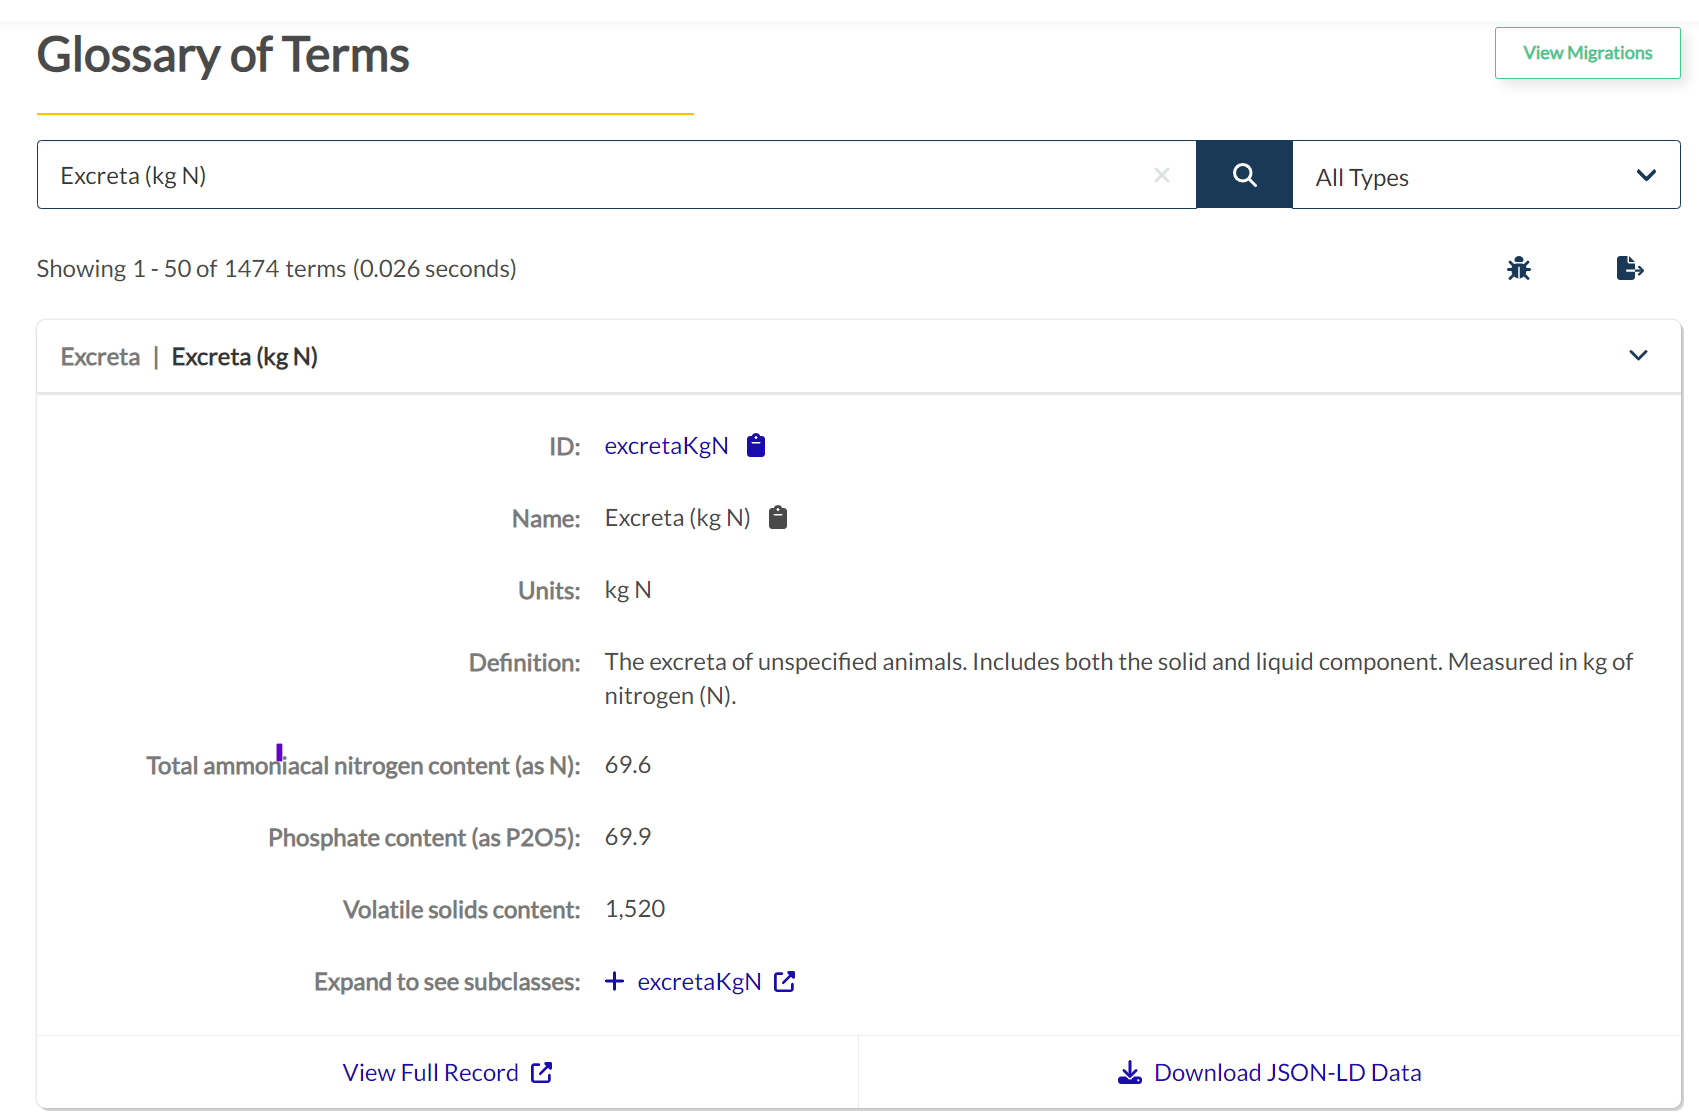 Glossary of Terms
View Migrations
Excreta (kg N)
All Types
Showing 1 - 50 of 1474 terms (0.026 seconds)
Excreta | Excreta (kg N)
ID: excretaKgN
Name: Excreta (kg N)
Units: kg N
Definition: The excreta of unspecified animals. Includes both the solid and liquid component. Measured in kg of
nitrogen (N).
Total ammoniacal nitrogen content (as N): 69.6
Phosphate content (as P2O5): 69.9
Volatile solids content: 1,520
Expand to see subclasses: + excretaKgN
View Full Record
Download JSON-LD Data